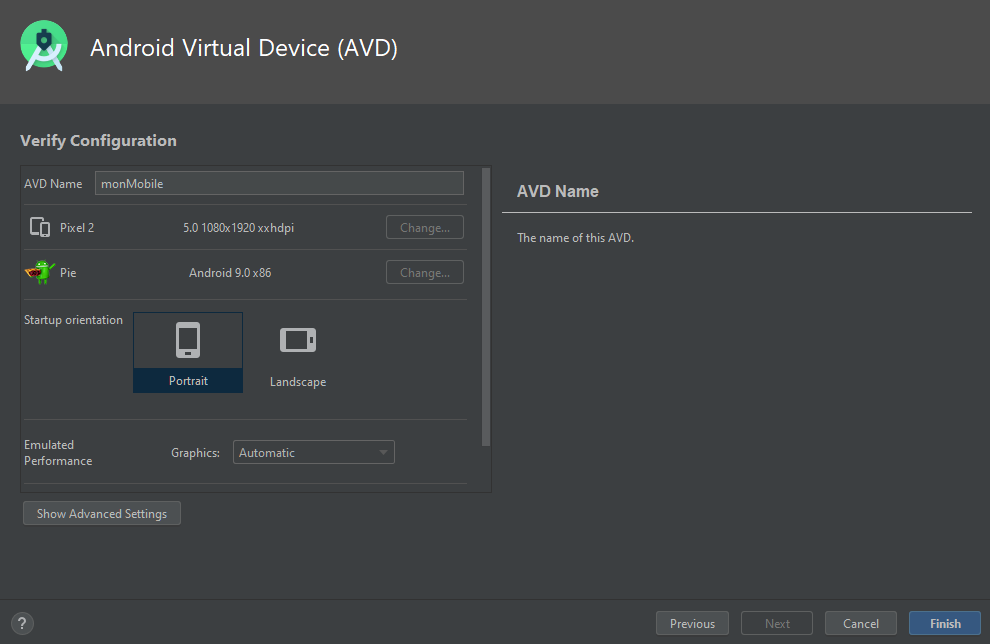 Android Virtual Device (AVD)
Verify Configuration
AVD Name monMobile
Pixel 2 5.0 1080x1920 xxhdpi Change...
Pie Android 9.0 x86 Change...
Startup orientation
Portrait
Landscape
Emulated
Performance
Graphics: Automatic
Show Advanced Settings
AVD Name
The name of this AVD.
? Previous Next Cancel Finish